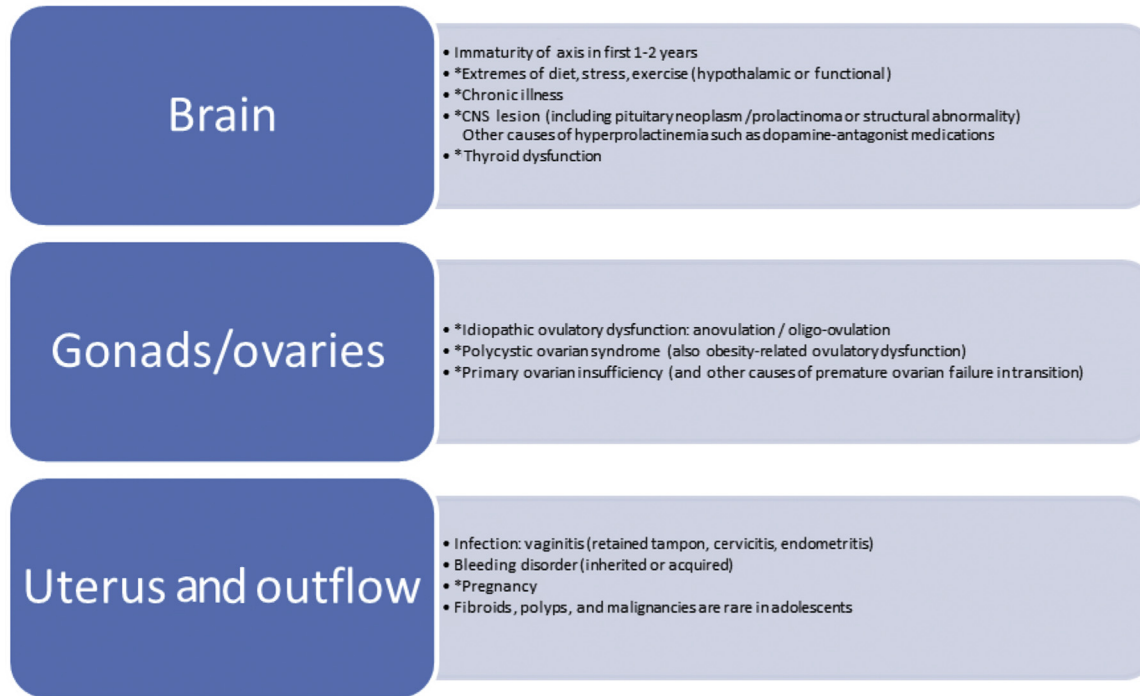 Brain
• Immaturity of axis in first 1-2 years
• *Extremes of diet, stress, exercise (hypothalamic or functional)
• *Chronic illness
• *CNS lesion (including pituitary neoplasm /prolactinoma or structural abnormality)
Other causes of hyperprolactinemia such as dopamine-antagonist medications
• *Thyroid dysfunction
Gonads/ovaries
• *Idiopathic ovulatory dysfunction: anovulation / oligo-ovulation
• *Polycystic ovarian syndrome (also obesity-related ovulatory dysfunction)
• *Primary ovarian insufficiency (and other causes of premature ovarian failure in transition)
Uterus and outflow
• Infection: vaginitis (retained tampon, cervicitis, endometritis)
• Bleeding disorder (inherited or acquired)
• *Pregnancy
• Fibroids, polyps, and malignancies are rare in adolescents